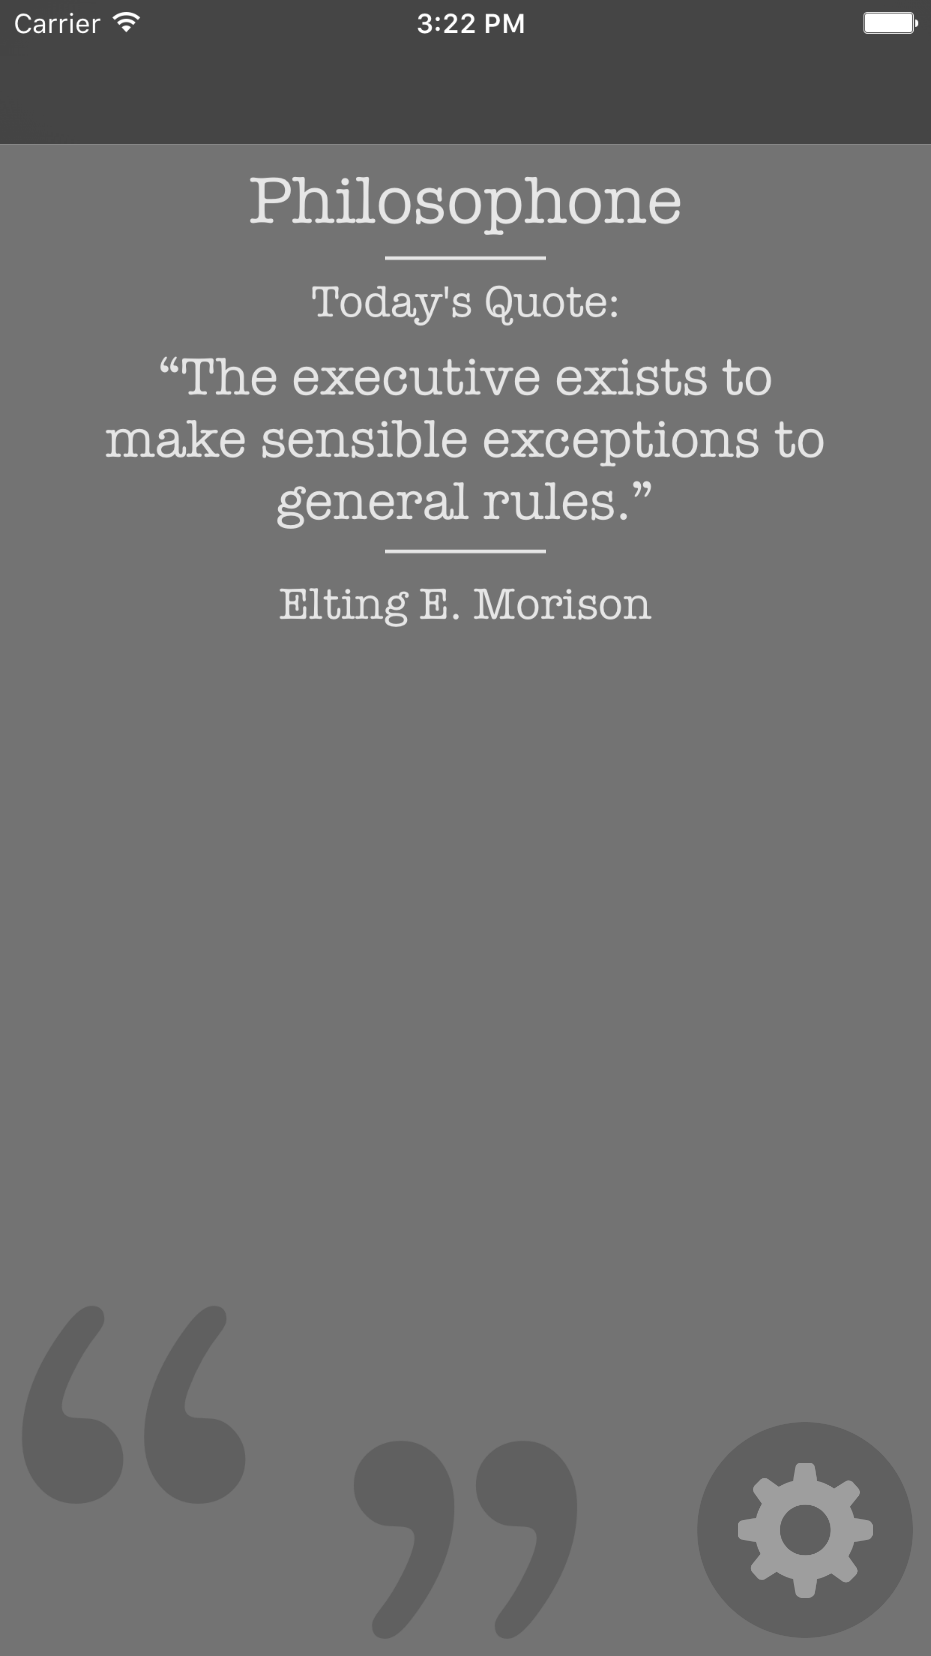 Carrier 3:22 PM
Philosophone
Today's Quote:
“The executive exists to
make sensible exceptions to
general rules.”
Elting E. Morison